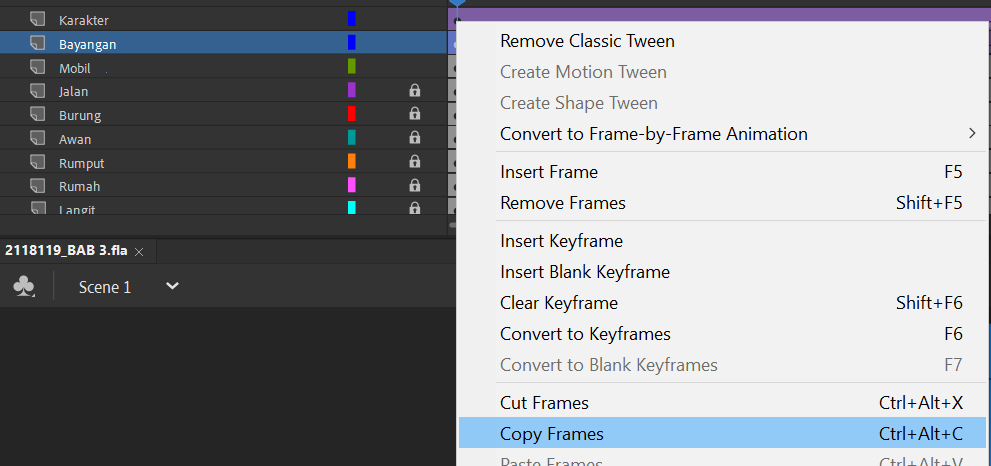 Karakter
Bayangan
Mobil
Jalan
Burung
Awan
Rumput
Rumah
Langit
2118119_BAB 3.fla
Scene 1
Remove Classic Tween
Create Motion Tween
Create Shape Tween
Convert to Frame-by-Frame Animation
Insert Frame F5
Remove Frames Shift+F5
Insert Keyframe
Insert Blank Keyframe
Clear Keyframe Shift+F6
Convert to Keyframes F6
Convert to Blank Keyframes F7
Cut Frames Ctrl+Alt+X
Copy Frames Ctrl+Alt+C
Paste Frames Ctrl+Alt+V